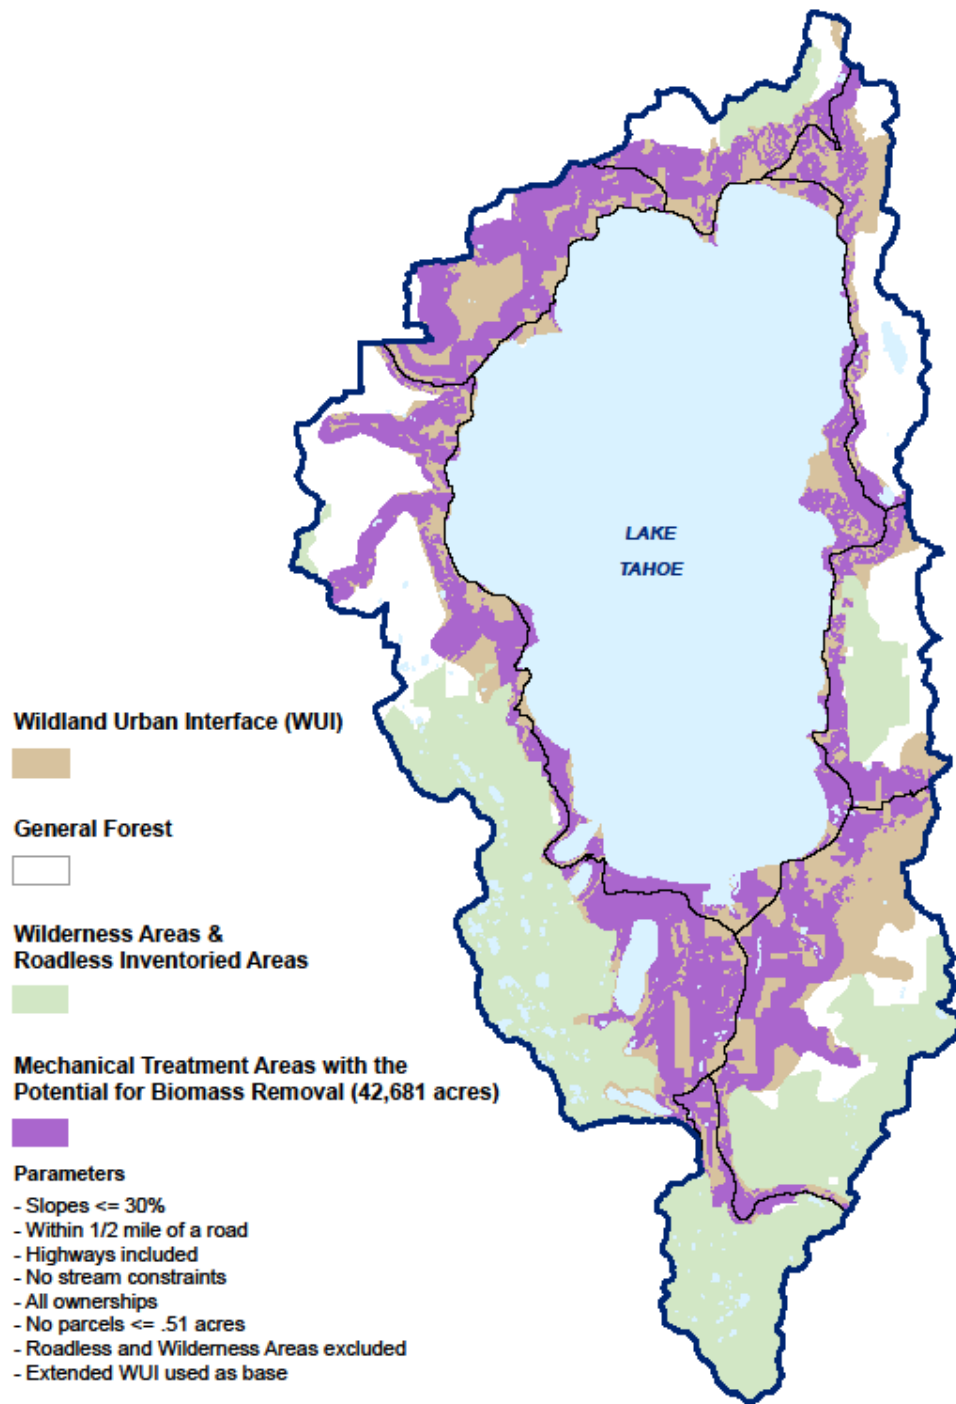 LAKE
TAHOE
Wildland Urban Interface (WUI)
General Forest
Wilderness Areas &
Roadless Inventoried Areas
Mechanical Treatment Areas with the
Potential for Biomass Removal (42,681 acres)
Parameters
- Slopes <= 30%
- Within 1/2 mile of a road
- Highways included
- No stream constraints
- All ownerships
- No parcels <= .51 acres
- Roadless and Wilderness Areas excluded
- Extended WUI used as base